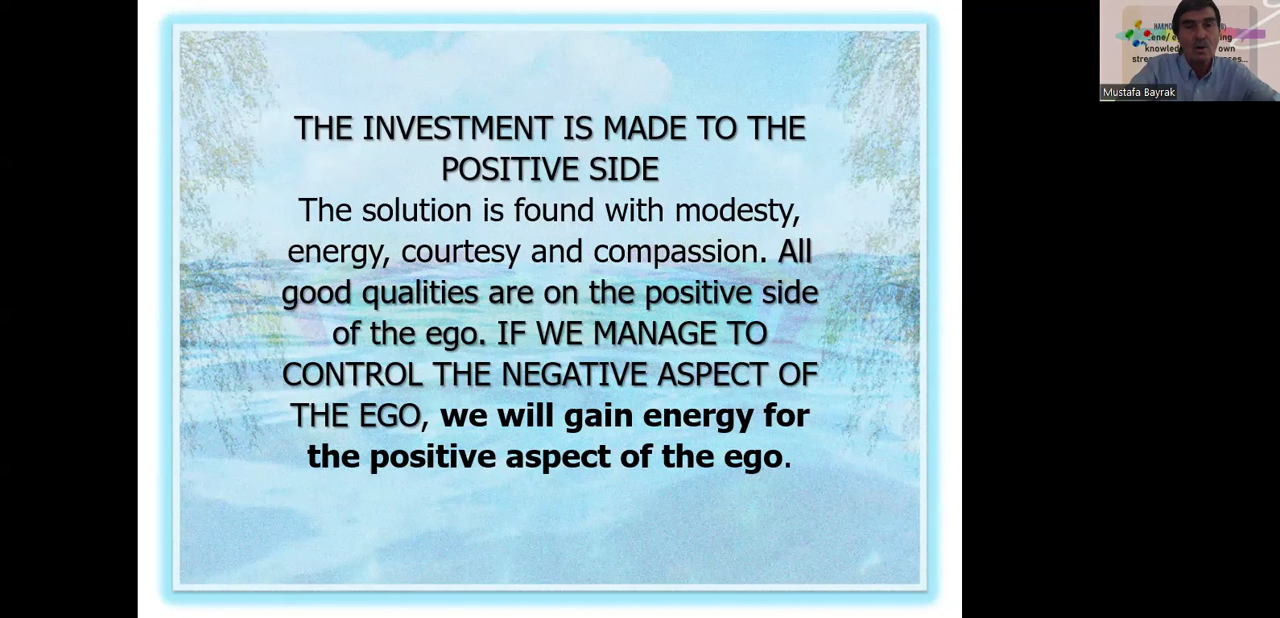 THE INVESTMENT IS MADE TO THE
POSITIVE SIDE
The solution is found with modesty,
energy, courtesy and compassion. All
good qualities are on the positive side
of the ego. IF WE MANAGE TO
CONTROL THE NEGATIVE ASPECT OF
THE EGO, we will gain energy for
the positive aspect of the ego.
Mustafa Bayrak